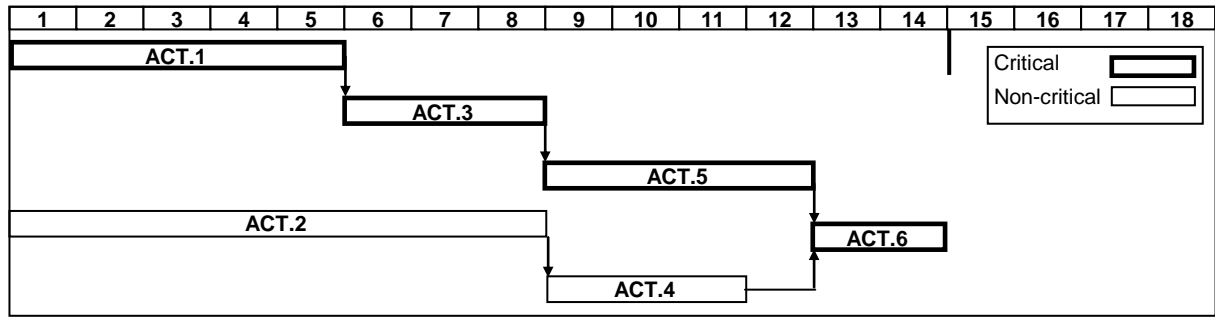 1 2 3 4 5 6 7 8 9 10 11 12 13 14 15 16 17 18
ACT.1
Critical
Non-critical
ACT.3
ACT.5
ACT.2
ACT.6
ACT.4